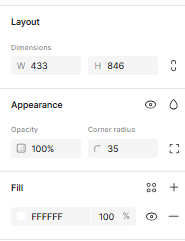 Layout
Dimensions
W 433 H 846
Appearance
Opacity Corner radius
100% 35
Fill
FFFFFF 100 %